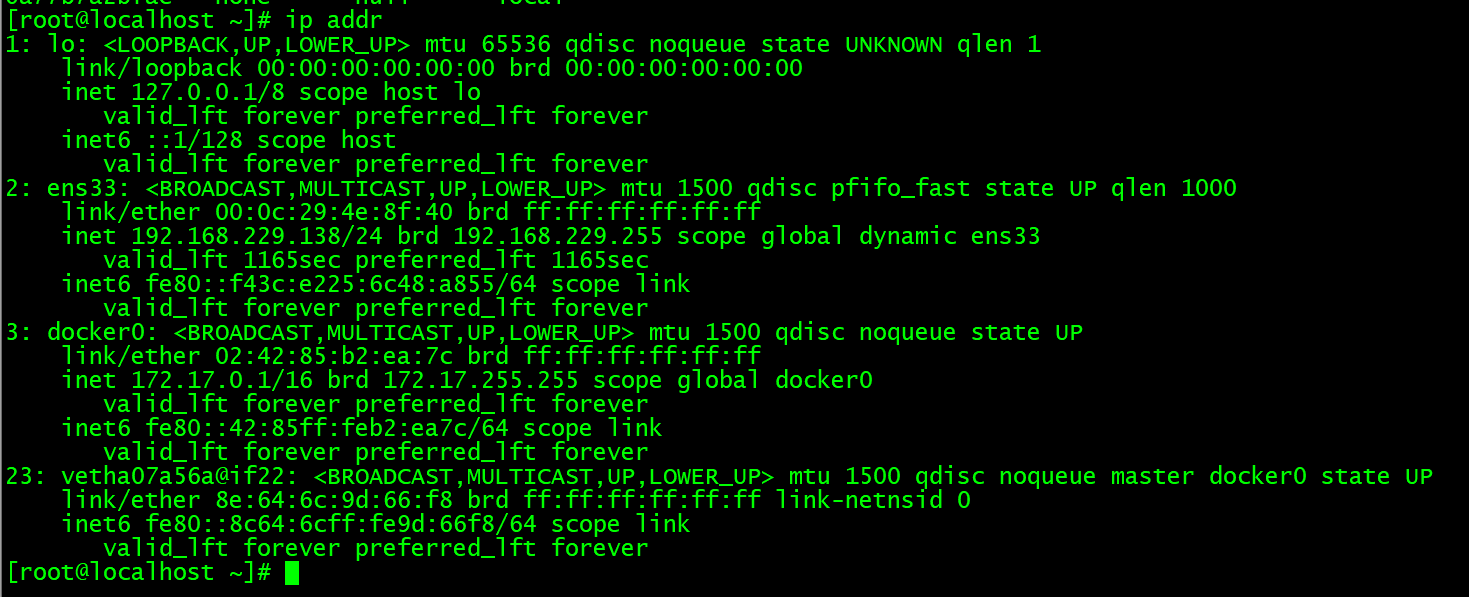 [root@localhost ~]# ip addr
1: lo: <LOOPBACK,UP,LOWER_UP> mtu 65536 qdisc noqueue state UNKNOWN qlen 1
    link/loopback 00:00:00:00:00:00 brd 00:00:00:00:00:00
    inet 127.0.0.1/8 scope host lo
       valid_lft forever preferred_lft forever
    inet6 ::1/128 scope host
       valid_lft forever preferred_lft forever
2: ens33: <BROADCAST,MULTICAST,UP,LOWER_UP> mtu 1500 qdisc pfifo_fast state UP qlen 1000
    link/ether 00:0c:29:4e:8f:40 brd ff:ff:ff:ff:ff:ff
    inet 192.168.229.138/24 brd 192.168.229.255 scope global dynamic ens33
       valid_lft 1165sec preferred_lft 1165sec
    inet6 fe80::f43c:e225:6c48:a855/64 scope link
       valid_lft forever preferred_lft forever
3: docker0: <BROADCAST,MULTICAST,UP,LOWER_UP> mtu 1500 qdisc noqueue state UP
    link/ether 02:42:85:b2:ea:7c brd ff:ff:ff:ff:ff:ff
    inet 172.17.0.1/16 brd 172.17.255.255 scope global docker0
       valid_lft forever preferred_lft forever
    inet6 fe80::42:85ff:feb2:ea7c/64 scope link
       valid_lft forever preferred_lft forever
23: vetha07a56a@if22: <BROADCAST,MULTICAST,UP,LOWER_UP> mtu 1500 qdisc noqueue master docker0 state UP
    link/ether 8e:64:6c:9d:66:f8 brd ff:ff:ff:ff:ff:ff link-netnsid 0
    inet6 fe80::8c64:6cff:fe9d:66f8/64 scope link
       valid_lft forever preferred_lft forever
[root@localhost ~]#